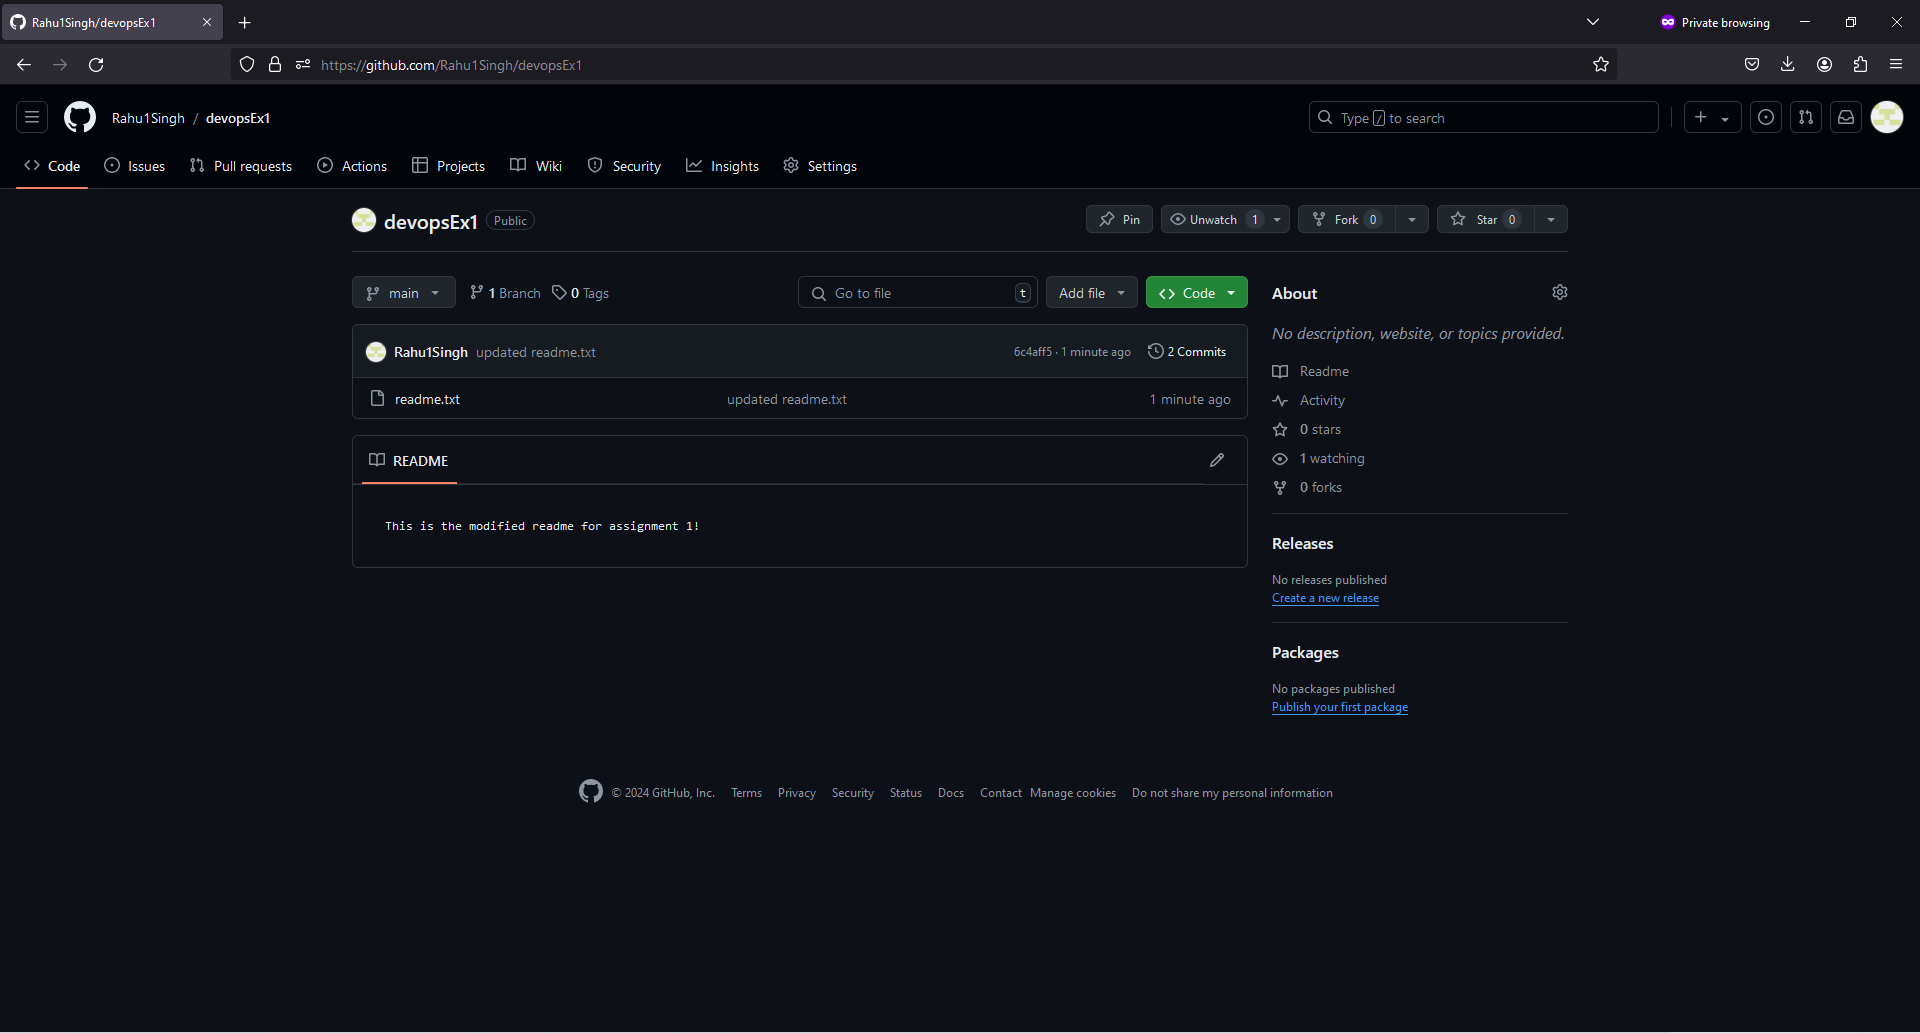 Rahu1Singh/devopsEx1
Private browsing
https://github.com/Rahu1Singh/devopsEx1
Rahu1Singh / devopsEx1
Type / to search
Code Issues Pull requests Actions Projects Wiki Security Insights Settings
devopsEx1 Public
Pin Unwatch 1 Fork 0 Star 0
main 1 Branch 0 Tags
Go to file t Add file Code
Rahu1Singh updated readme.txt 6c4aff5 · 1 minute ago 2 Commits
readme.txt updated readme.txt 1 minute ago
README
This is the modified readme for assignment 1!
About
No description, website, or topics provided.
Readme
Activity
0 stars
1 watching
0 forks
Releases
No releases published
Create a new release
Packages
No packages published
Publish your first package
© 2024 GitHub, Inc. Terms Privacy Security Status Docs Contact Manage cookies Do not share my personal information